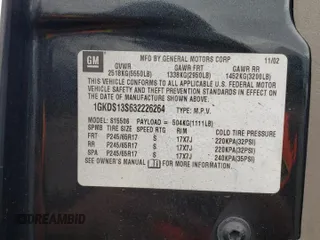 GM
MFD BY GENERAL MOTORS CORP 11/02
GVWR GAWR FRT GAWR RR
2518KG(5550LB) 1338KG(2950LB) 1452KG(3200LB)
THIS VEHICLE CONFORMS TO ALL APPLICABLE U.S. FEDERAL MOTOR
VEHICLE SAFETY AND BUMPER STANDARDS IN EFFECT ON THE DATE OF
MANUFACTURE SHOWN ABOVE.
1GKDS13S632226264
TYPE: M.P.V.
MODEL: S15506 PAYLOAD = 504KG(1111LB)
TIRE SIZE SPEED RTG RIM COLD TIRE PRESSURE
FRT P245/65R17 S 17X7J 220KPA(32PSI)
RR P245/65R17 S 17X7J 220KPA(32PSI)
SPA P245/65R17 S 17X7J 240KPA(35PSI)
SEE OWNER'S MANUAL FOR MORE INFORMATION.
CREAMBID